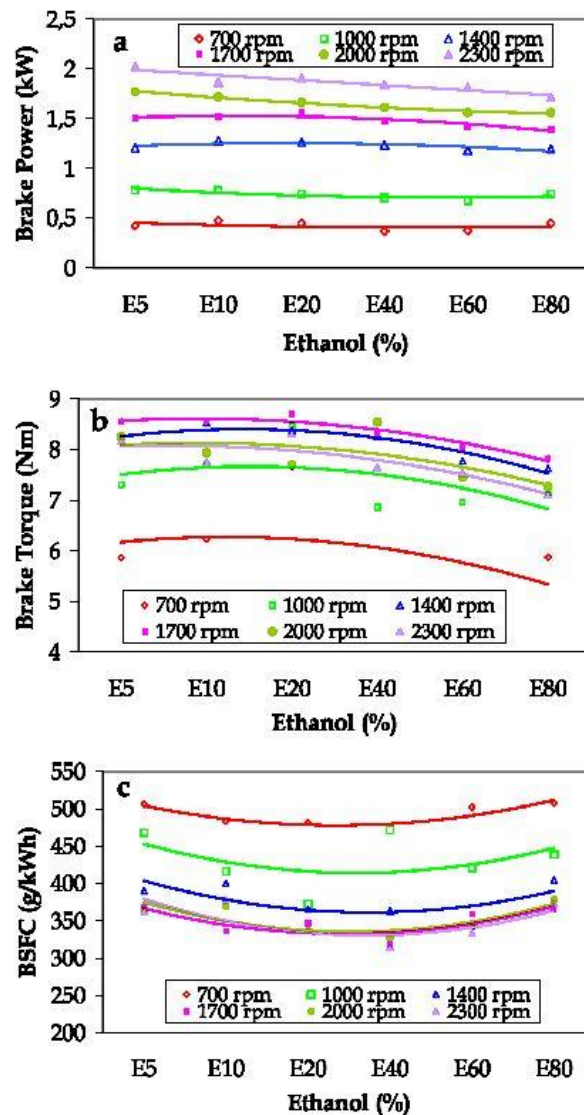 a
700 rpm 1000 rpm 1400 rpm
1700 rpm 2000 rpm 2300 rpm
Brake Power (kW)
2,5
2
1,5
1
0,5
0
E5 E10 E20 E40 E60 E80
Ethanol (%)
b
Brake Torque (Nm)
9
8
7
6
5
4
700 rpm 1000 rpm 1400 rpm
1700 rpm 2000 rpm 2300 rpm
E5 E10 E20 E40 E60 E80
Ethanol (%)
c
BSFC (g/kWh)
550
500
450
400
350
300
250
200
700 rpm 1000 rpm 1400 rpm
1700 rpm 2000 rpm 2300 rpm
E5 E10 E20 E40 E60 E80
Ethanol (%)